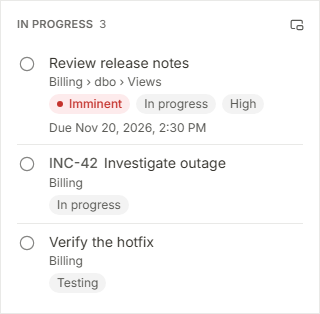 IN PROGRESS 3
Review release notes
Billing › dbo › Views
Imminent In progress High
Due Nov 20, 2026, 2:30 PM
INC-42 Investigate outage
Billing
In progress
Verify the hotfix
Billing
Testing